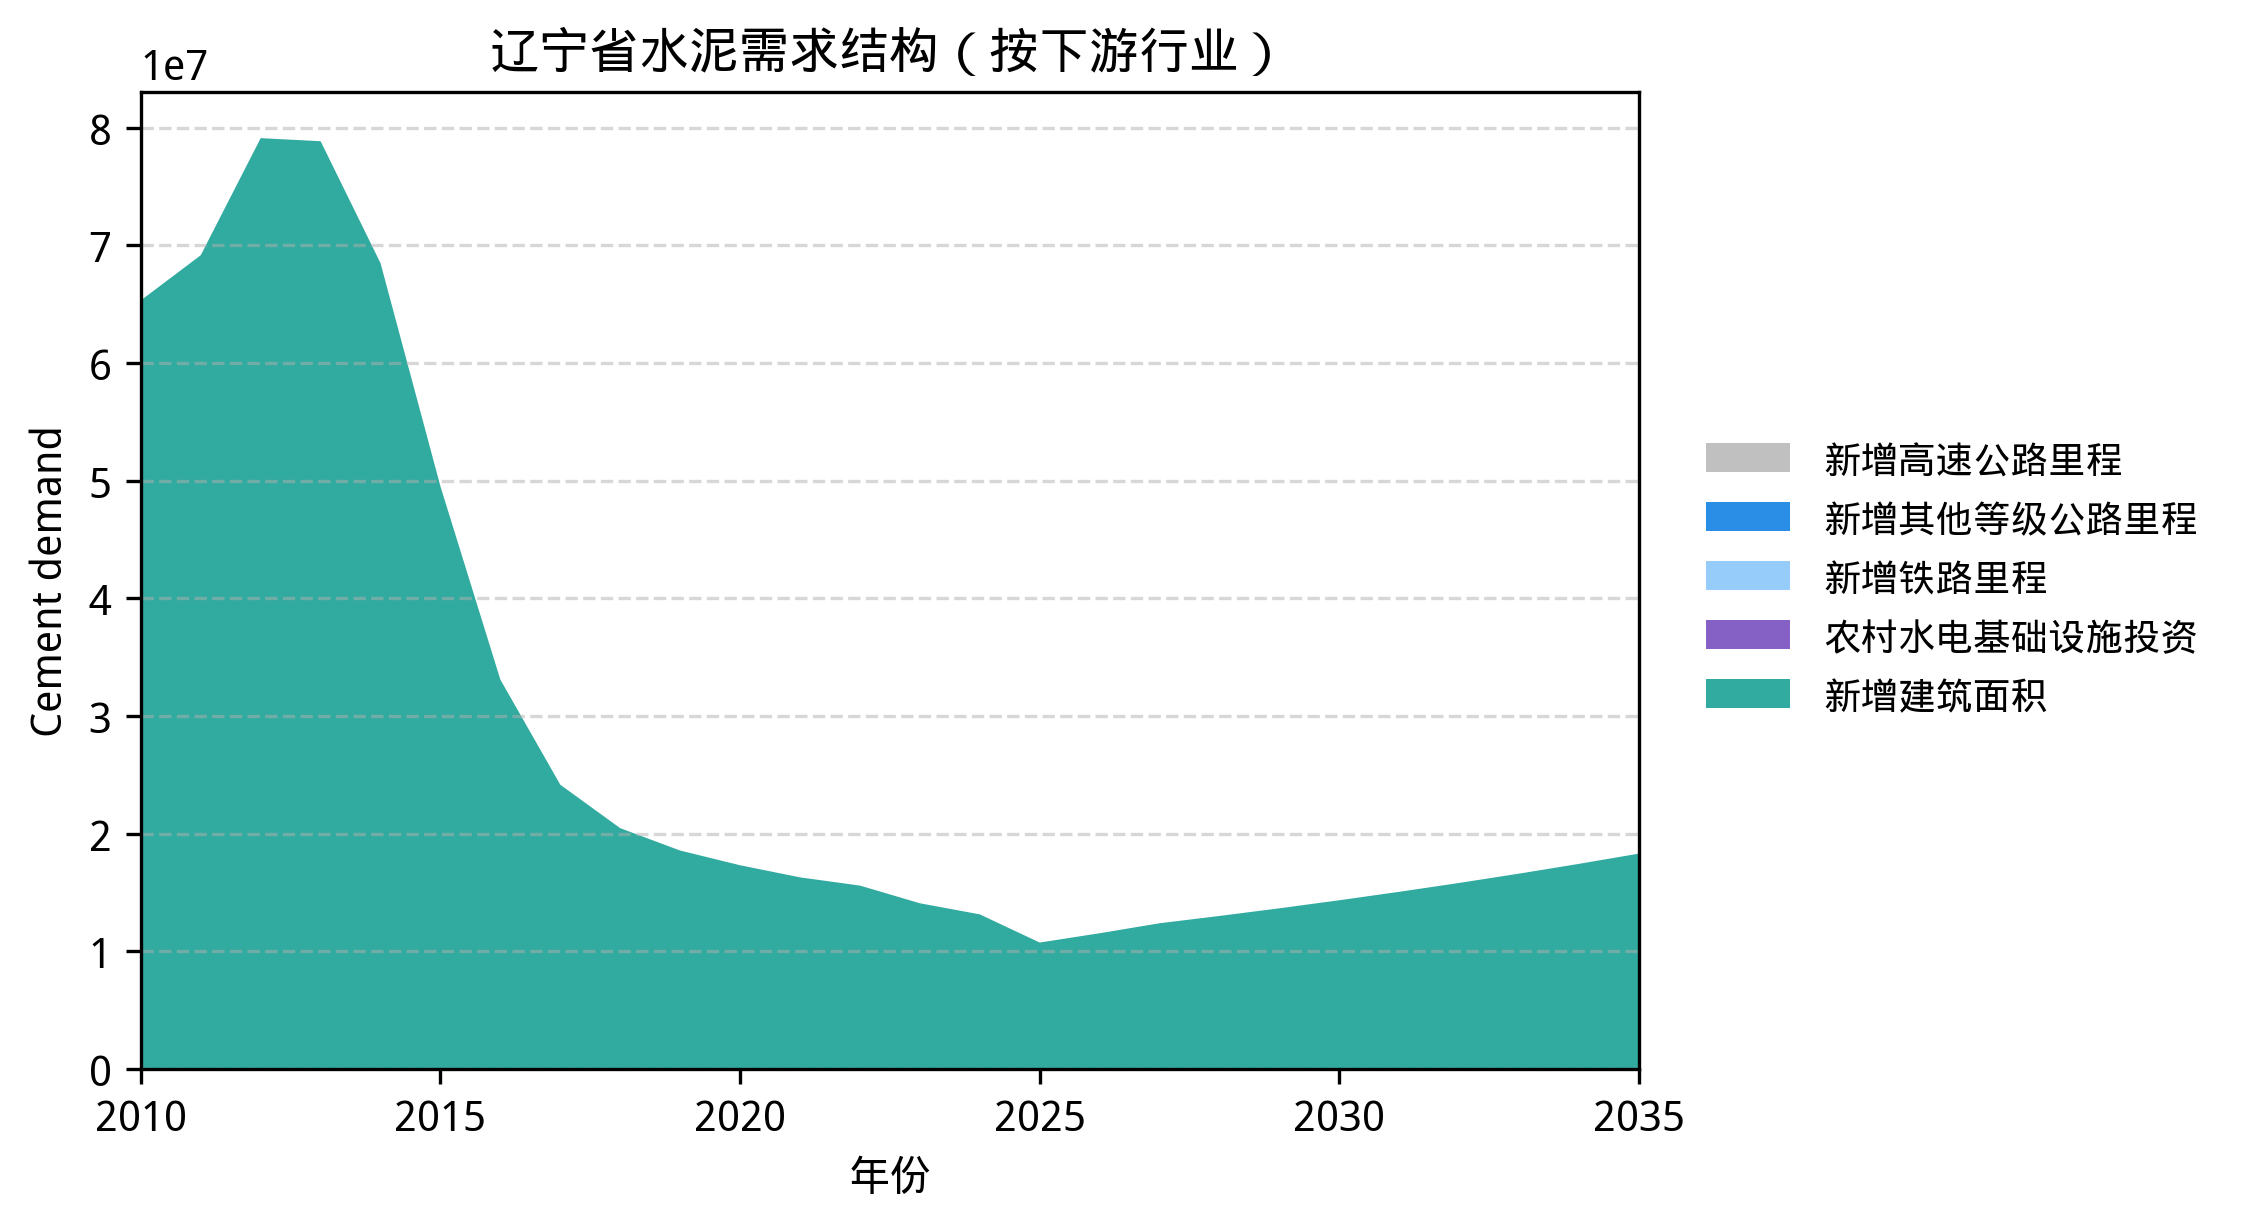 辽宁省水泥需求结构（按下游行业）
1e7
8
7
6
5
4
3
2
1
0
Cement demand
2010 2015 2020 2025 2030 2035
年份
新增高速公路里程
新增其他等级公路里程
新增铁路里程
农村水电基础设施投资
新增建筑面积